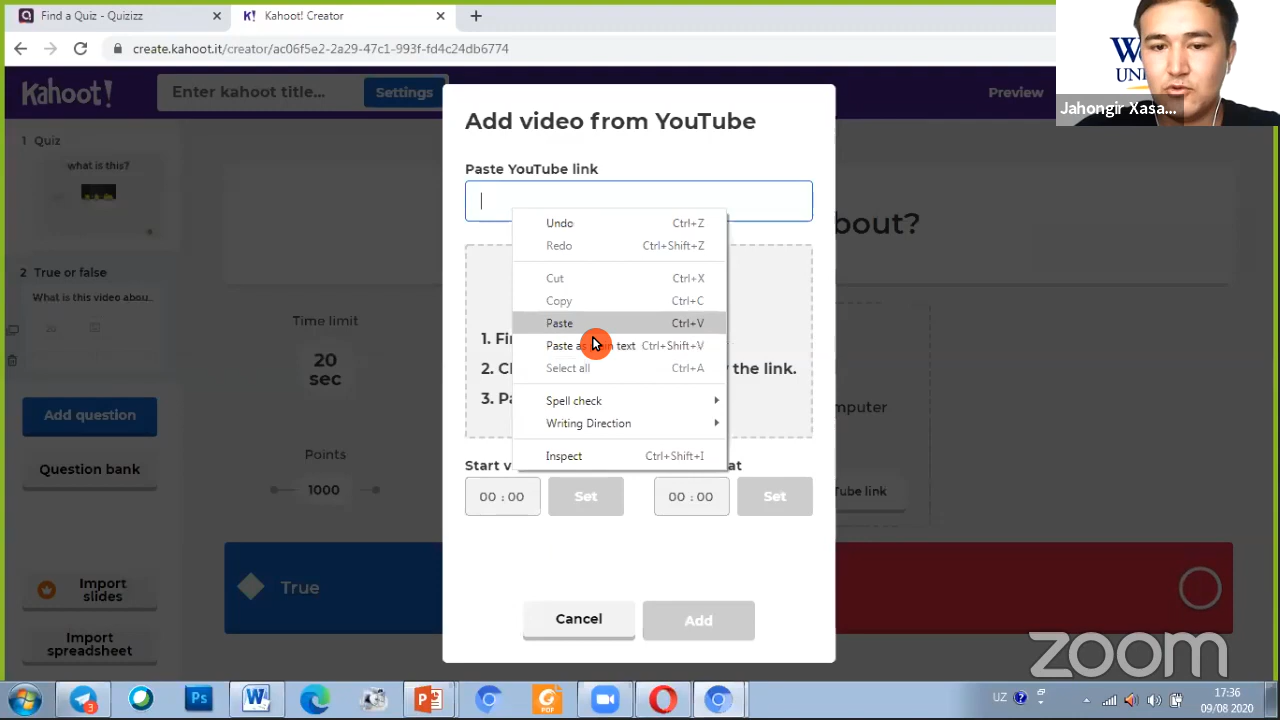 Find a Quiz - Quizizz
K! Kahoot! Creator
create.kahoot.it/creator/ac06f5e2-2a29-47c1-993f-fd4c24db6774
Kahoot!
Enter kahoot title...
Settings
Preview
Jahongir Xasa...
1 Quiz
what is this?
2 True or false
What is this video abou..
Add question
Question bank
Import slides
Import spreadsheet
Time limit
20
sec
Points
1000
True
bout?
mputer
Tube link
Add video from YouTube
Paste YouTube link
Undo Ctrl+Z
Redo Ctrl+Shift+Z
Cut Ctrl+X
Copy Ctrl+C
Paste Ctrl+V
Paste as text Ctrl+Shift+V
Select all Ctrl+A
Spell check
Writing Direction
Inspect Ctrl+Shift+I
1.
2. the link.
3.
Start
at
00 : 00
Set
00 : 00
Set
Cancel
Add
zoom
UZ
17:36
09/08/2020